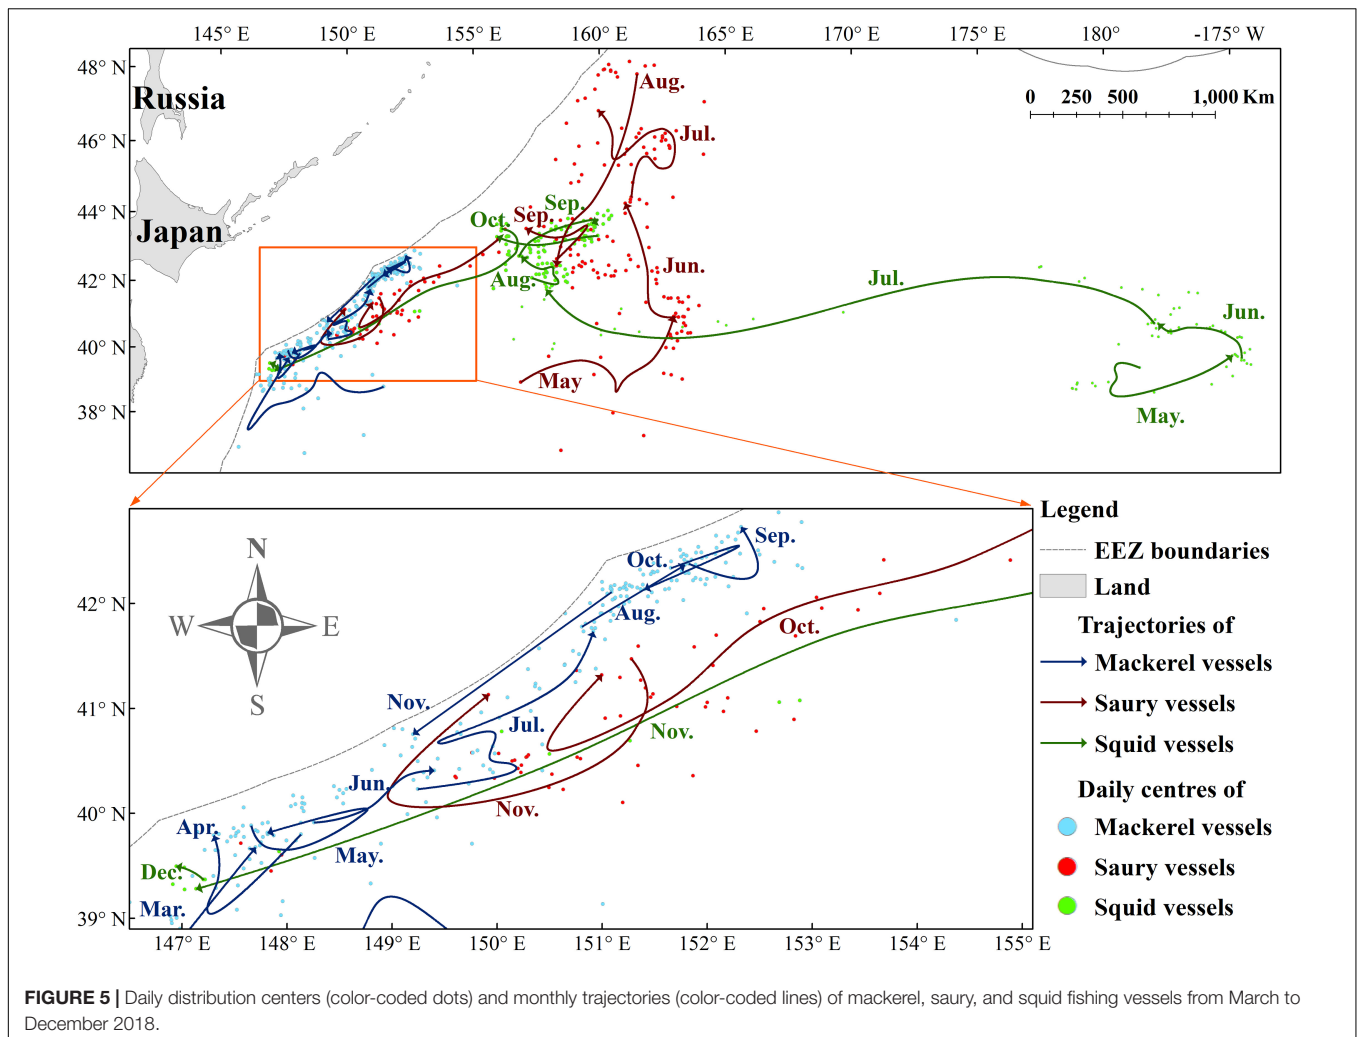 145° E 150° E 155° E 160° E 165° E 170° E 175° E 180° -175° W
48° N
46° N
44° N
42° N
40° N
38° N
Russia
Japan
0 250 500 1,000 Km
Aug.
Jul.
Sep.
Oct.
Sep.
Jun.
Aug.
Jul.
Jun.
May
May.
N
W E
S
42° N
41° N
40° N
39° N
Sep.
Oct.
Aug.
Oct.
Nov.
Jul.
Nov.
Jun.
Nov.
Apr.
May.
Dec.
Mar.
147° E 148° E 149° E 150° E 151° E 152° E 153° E 154° E 155° E
Legend
EEZ boundaries
Land
Trajectories of
Mackerel vessels
Saury vessels
Squid vessels
Daily centres of
Mackerel vessels
Saury vessels
Squid vessels
FIGURE 5 | Daily distribution centers (color-coded dots) and monthly trajectories (color-coded lines) of mackerel, saury, and squid fishing vessels from March to
December 2018.